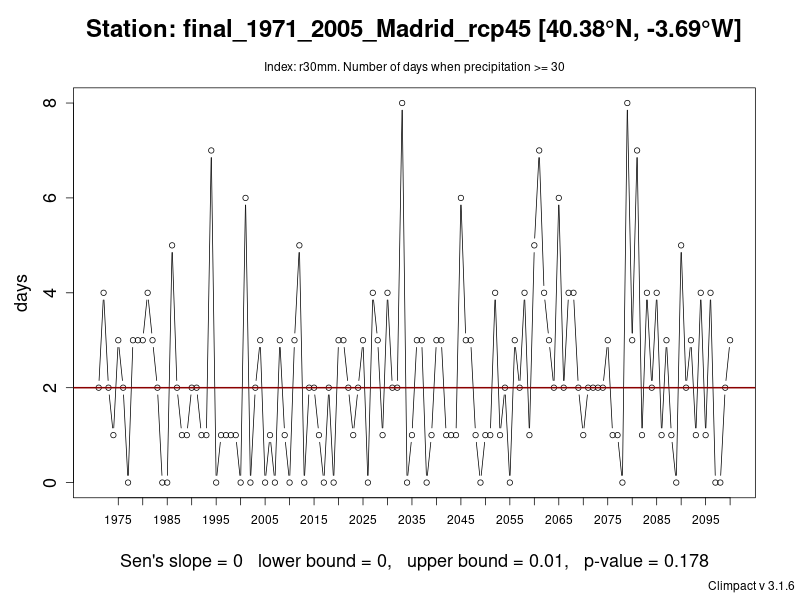 Station: final_1971_2005_Madrid_rcp45 [40.38°N, -3.69°W]
Index: r30mm. Number of days when precipitation >= 30
days
8
6
4
2
0
1975 1985 1995 2005 2015 2025 2035 2045 2055 2065 2075 2085 2095
Sen's slope = 0 lower bound = 0, upper bound = 0.01, p-value = 0.178
Climpact v 3.1.6